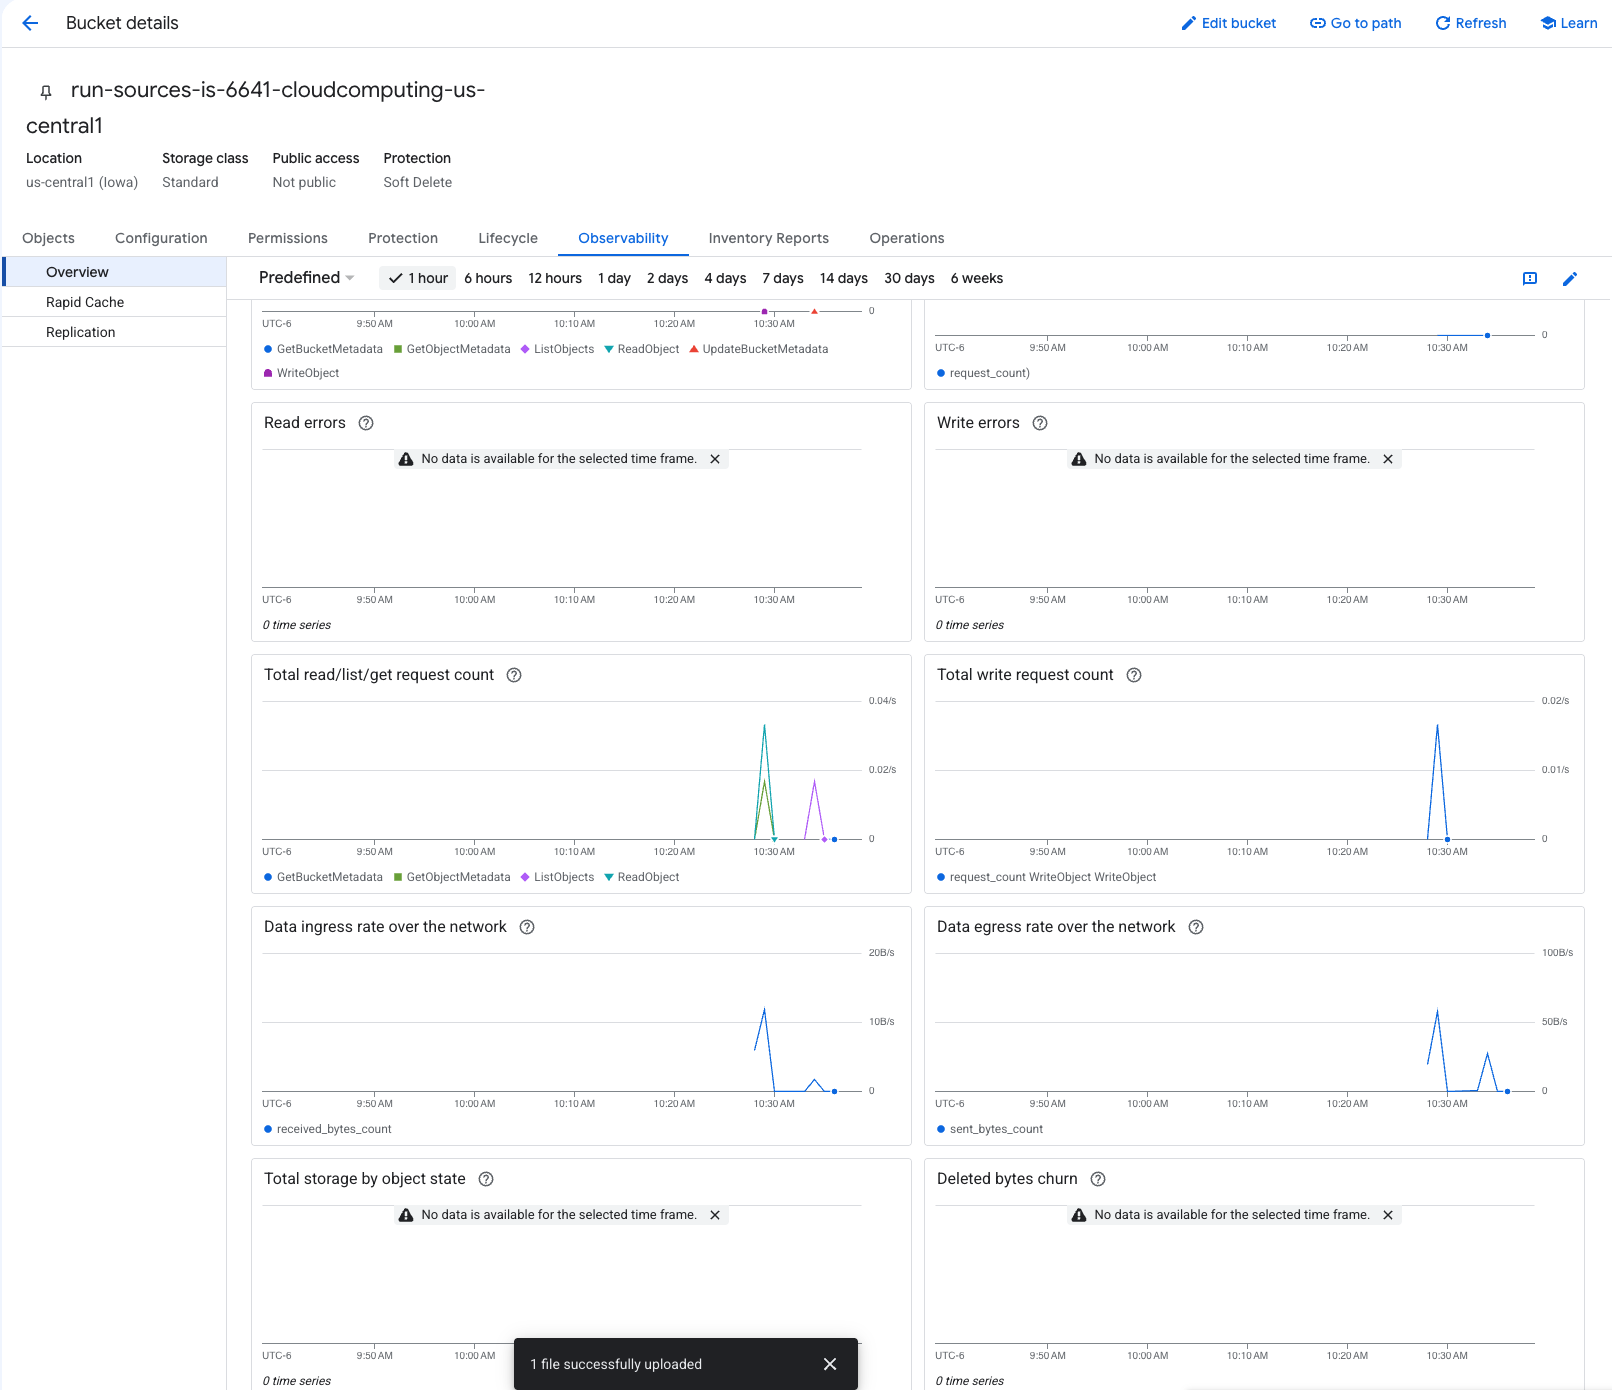 Bucket details
Edit bucket
Go to path
Refresh
Learn
run-sources-is-6641-cloudcomputing-us-
central1
Location Storage class Public access Protection
us-central1 (Iowa) Standard Not public Soft Delete
Objects Configuration Permissions Protection Lifecycle Observability Inventory Reports Operations
Overview
Rapid Cache
Replication
Predefined 1 hour 6 hours 12 hours 1 day 2 days 4 days 7 days 14 days 30 days 6 weeks
0
UTC-6 9:50 AM 10:00 AM 10:10 AM 10:20 AM 10:30 AM
GetBucketMetadata GetObjectMetadata ListObjects ReadObject UpdateBucketMetadata
WriteObject
0
UTC-6 9:50 AM 10:00 AM 10:10 AM 10:20 AM 10:30 AM
request_count)
Read errors
No data is available for the selected time frame.
UTC-6 9:50 AM 10:00 AM 10:10 AM 10:20 AM 10:30 AM
0 time series
Write errors
No data is available for the selected time frame.
UTC-6 9:50 AM 10:00 AM 10:10 AM 10:20 AM 10:30 AM
0 time series
Total read/list/get request count
0.04/s
0.02/s
0
UTC-6 9:50 AM 10:00 AM 10:10 AM 10:20 AM 10:30 AM
GetBucketMetadata GetObjectMetadata ListObjects ReadObject
Total write request count
0.02/s
0.01/s
0
UTC-6 9:50 AM 10:00 AM 10:10 AM 10:20 AM 10:30 AM
request_count WriteObject WriteObject
Data ingress rate over the network
20B/s
10B/s
0
UTC-6 9:50 AM 10:00 AM 10:10 AM 10:20 AM 10:30 AM
received_bytes_count
Data egress rate over the network
100B/s
50B/s
0
UTC-6 9:50 AM 10:00 AM 10:10 AM 10:20 AM 10:30 AM
sent_bytes_count
Total storage by object state
No data is available for the selected time frame.
UTC-6 9:50 AM 10:00 AM
0 time series
Deleted bytes churn
No data is available for the selected time frame.
UTC-6 9:50 AM 10:00 AM 10:10 AM 10:20 AM 10:30 AM
0 time series
1 file successfully uploaded